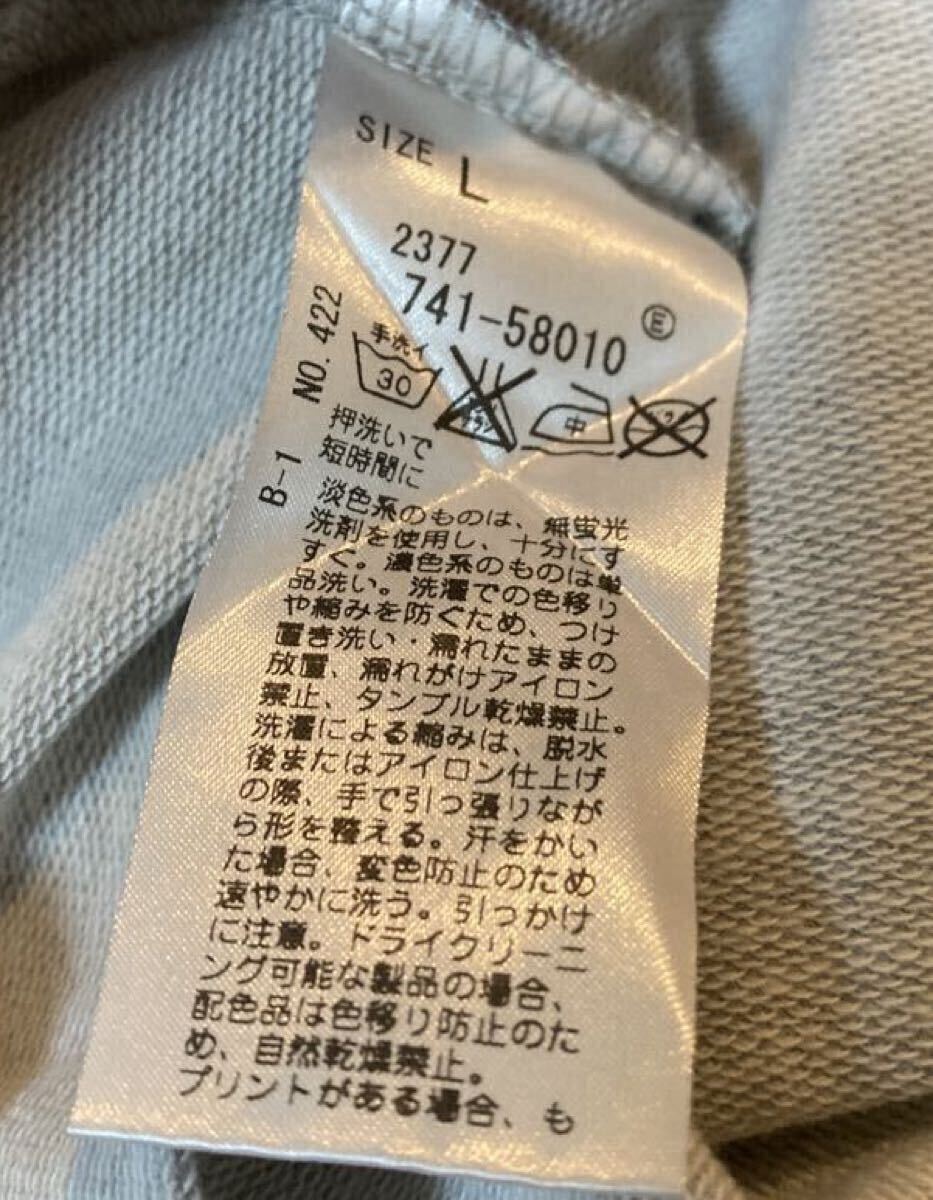 SIZE L
2377
741-58010 Ⓔ
NO. 422
B-1
手洗イ
30
エンソ
サラシ
中
ドライ
押洗いで
短時間に
淡色系のものは、無蛍光
洗剤を使用し、十分にす
すぐ。濃色系のものは単
品洗い。洗濯での色移り
や縮みを防ぐため、つけ
置き洗い・濡れたままの
放置、濡れがけアイロン
禁止、タンブル乾燥禁止。
洗濯による縮みは、脱水
後またはアイロン仕上げ
の際、手で引っ張りなが
ら形を整える。汗をかい
た場合、変色防止のため
速やかに洗う。引っかけ
に注意。ドライクリーニ
ング可能な製品の場合、
配色品は色移り防止のた
め、自然乾燥禁止。
プリントがある場合、も